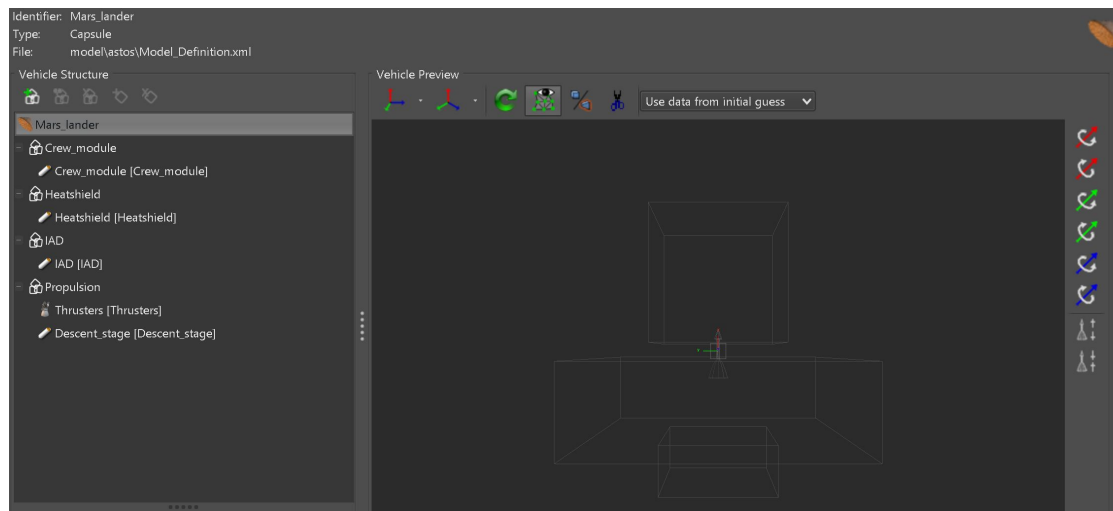 Identifier: Mars_lander
Type: Capsule
File: model\astos\Model_Definition.xml
Vehicle Structure
Mars_lander
Crew_module
Crew_module [Crew_module]
Heatshield
Heatshield [Heatshield]
IAD
IAD [IAD]
Propulsion
Thrusters [Thrusters]
Descent_stage [Descent_stage]
Vehicle Preview
Use data from initial guess